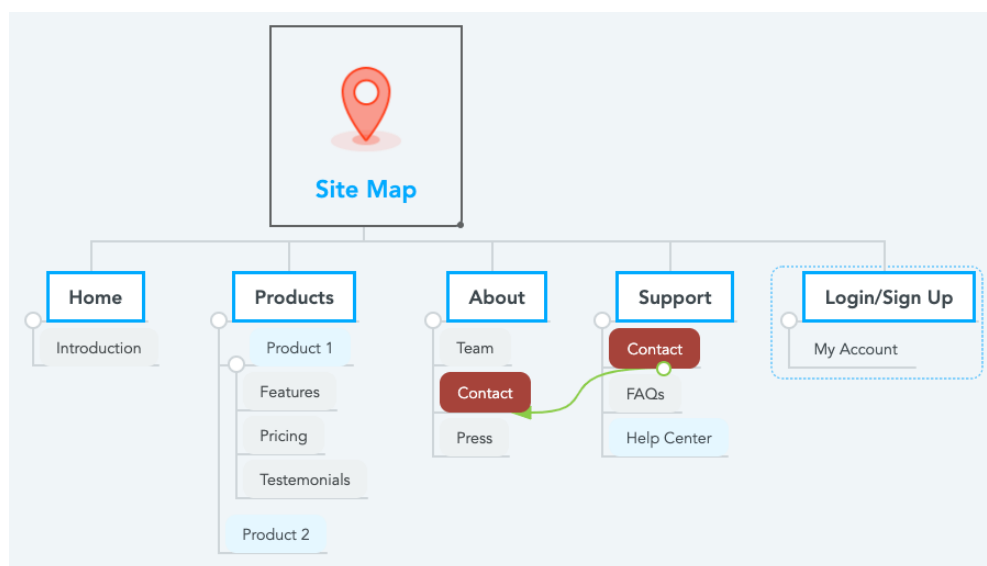 Site Map
Home
Introduction
Products
Product 1
Features
Pricing
Testemonials
Product 2
About
Team
Contact
Press
Support
Contact
FAQs
Help Center
Login/Sign Up
My Account